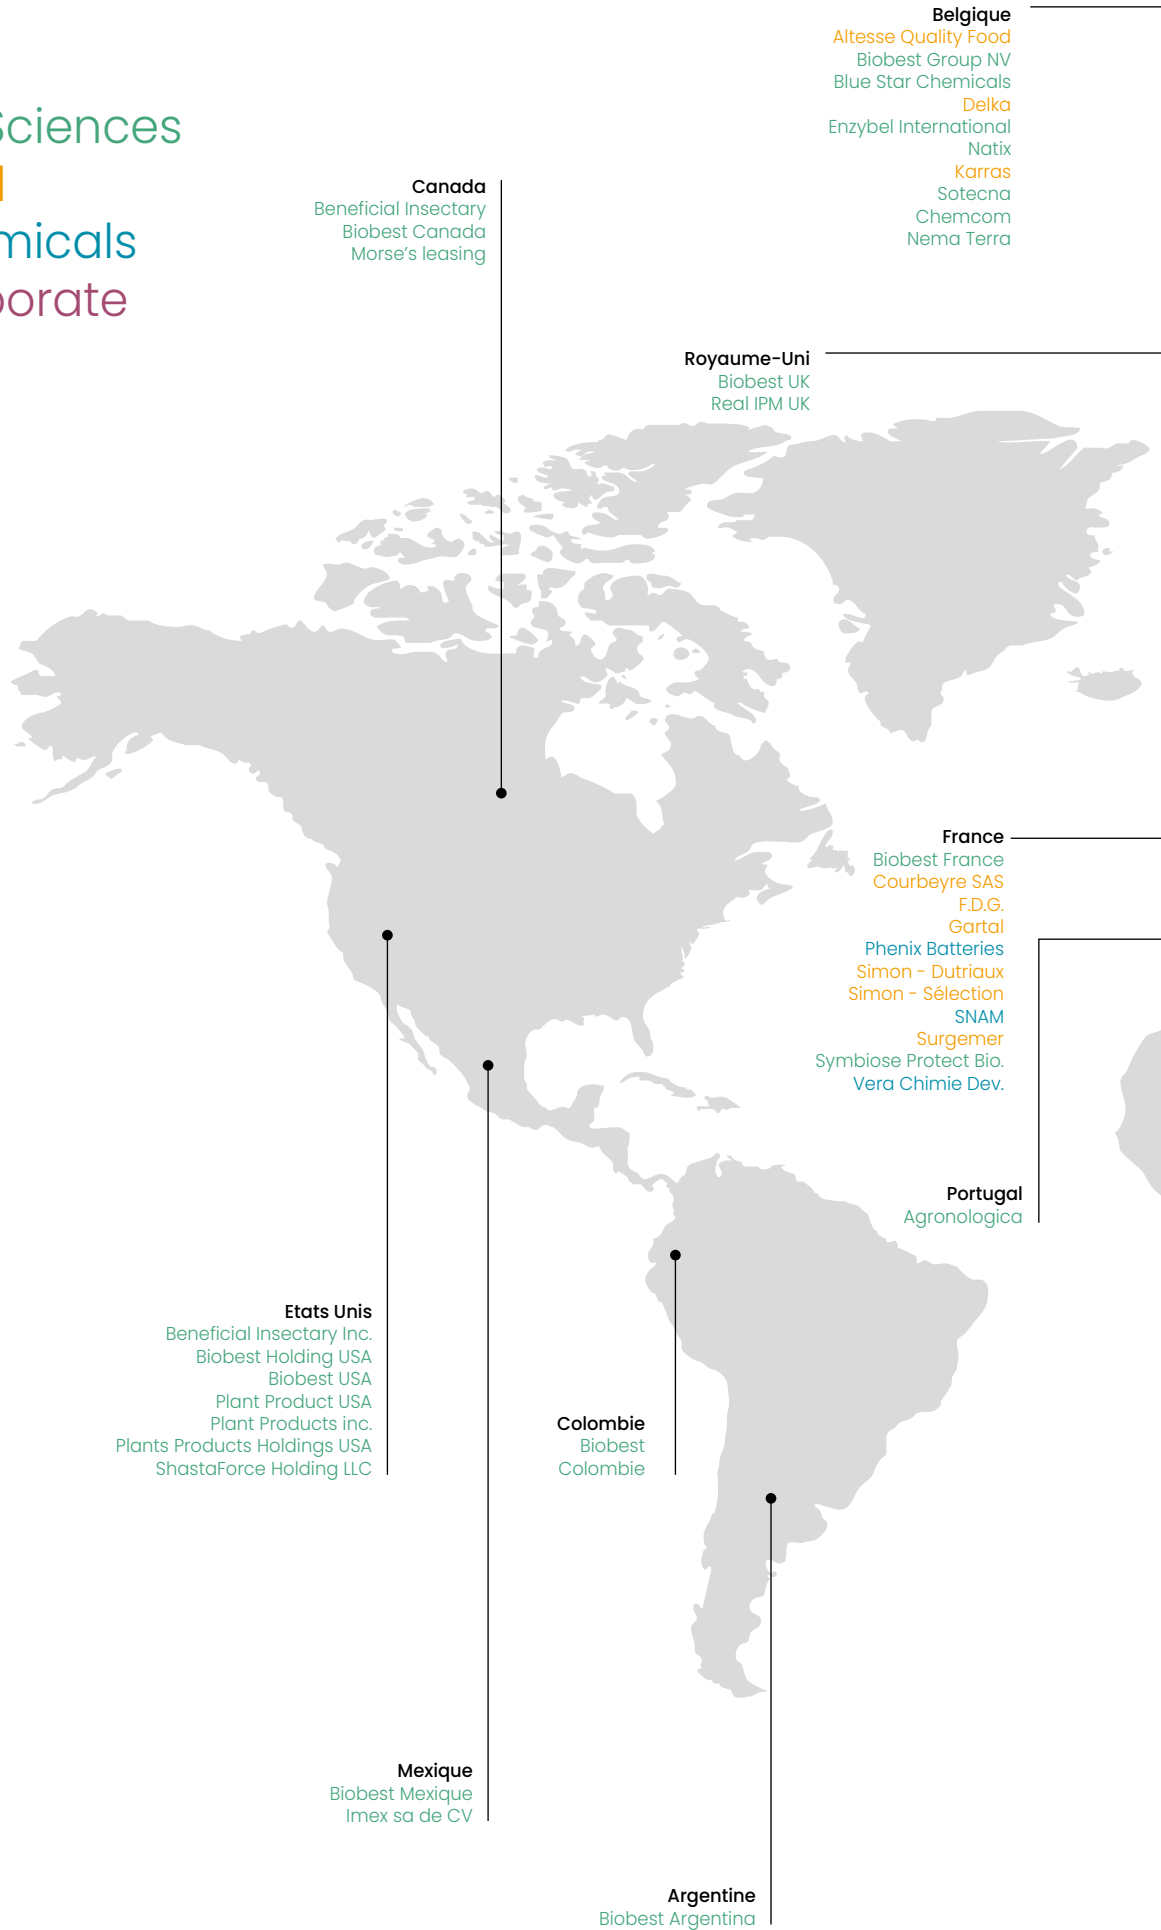 Belgique
Altesse Quality Food
Biobest Group NV
Blue Star Chemicals
Delka
Enzybel International
Natix
Karras
Sotecna
Chemcom
Nema Terra
Sciences
micals
porate
Canada
Beneficial Insectary
Biobest Canada
Morse’s leasing
Royaume-Uni
Biobest UK
Real IPM UK
France
Biobest France
Courbeyre SAS
F.D.G.
Gartal
Phenix Batteries
Simon - Dutriaux
Simon - Sélection
SNAM
Surgemer
Symbiose Protect Bio.
Vera Chimie Dev.
Portugal
Agronologica
Etats Unis
Beneficial Insectary Inc.
Biobest Holding USA
Biobest USA
Plant Product USA
Plant Products inc.
Plants Products Holdings USA
ShastaForce Holding LLC
Colombie
Biobest
Colombie
Mexique
Biobest Mexique
Imex sa de CV
Argentine
Biobest Argentina